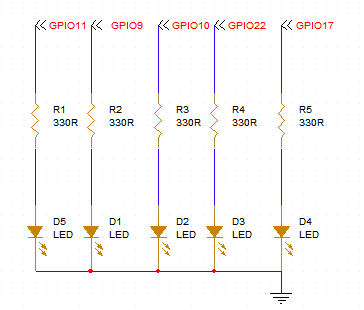 GPIO11 GPIO9 GPIO10 GPIO22 GPIO17
R1 R2 R3 R4 R5
330R 330R 330R 330R 330R
D5 D1 D2 D3 D4
LED LED LED LED LED